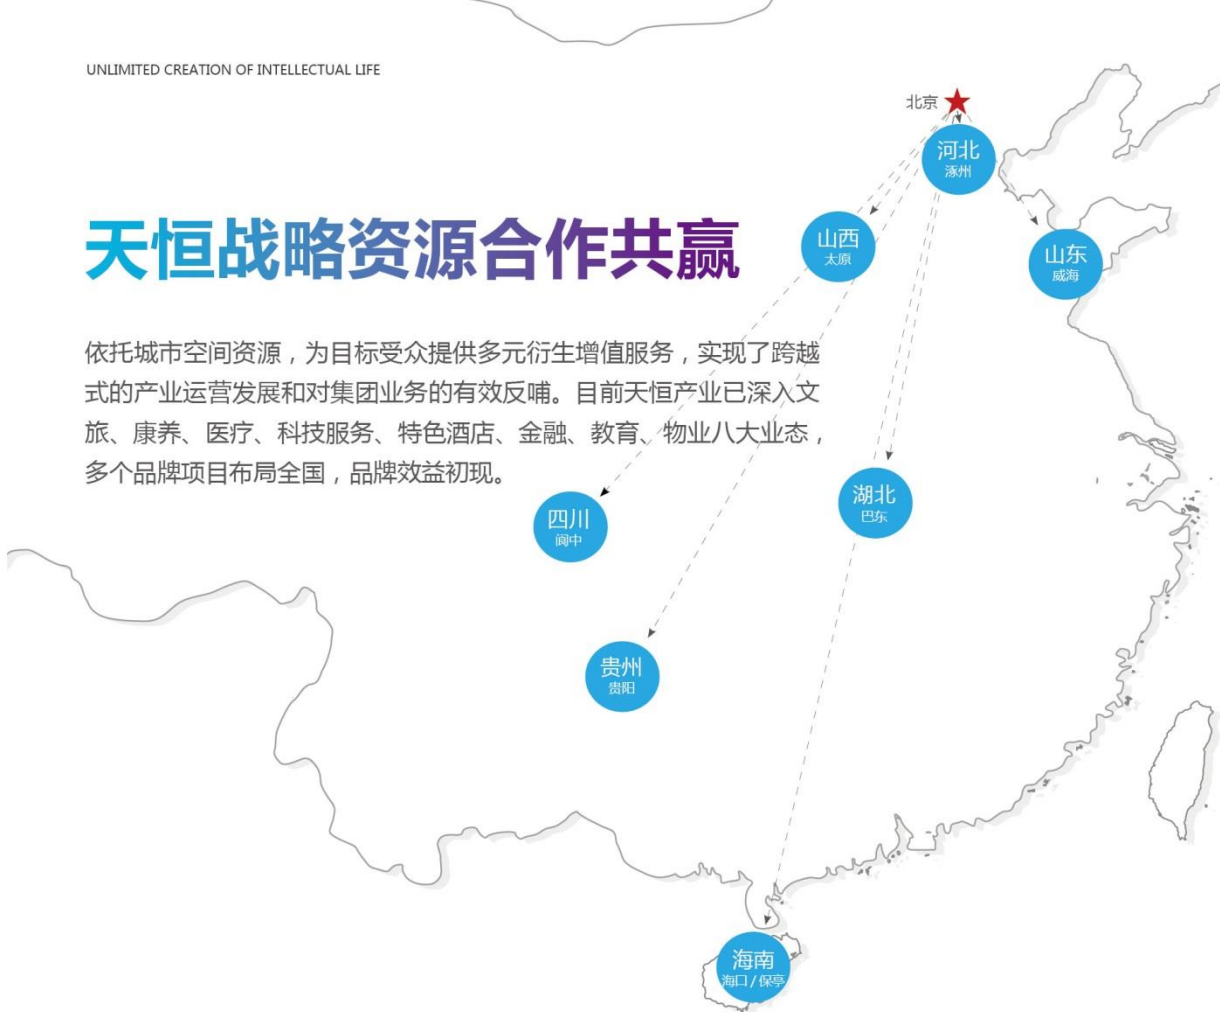 UNLIMITED CREATION OF INTELLECTUAL LIFE
北京
河北
涿州
天恒战略资源合作共赢
山西
太原
山东
威海
依托城市空间资源，为目标受众提供多元衍生增值服务，实现了跨越
式的产业运营发展和对集团业务的有效反哺。目前天恒产业已深入文
旅、康养、医疗、科技服务、特色酒店、金融、教育、物业八大业态，
多个品牌项目布局全国，品牌效益初现。
湖北
巴东
四川
阆中
贵州
贵阳
海南
海口/保亭